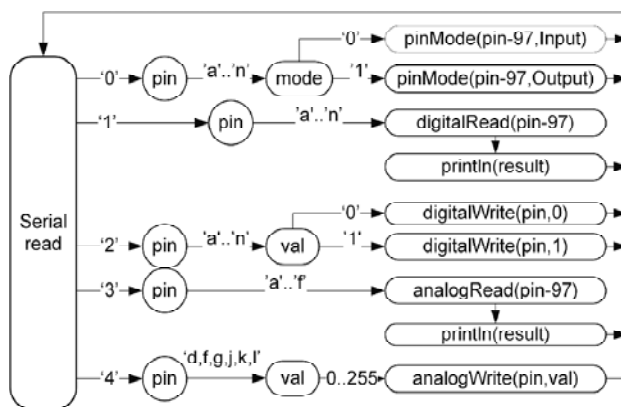 '0'
pinMode(pin-97,Input)
'0' pin 'a'..'n' mode '1' pinMode(pin-97,Output)
'1' pin 'a'..'n' digitalRead(pin-97)
println(result)
Serial
read
'0' digitalWrite(pin,0)
'2' pin 'a'..'n' val '1' digitalWrite(pin,1)
'3' pin 'a'..'f' analogRead(pin-97)
println(result)
'4' pin 'd,f,g,j,k,l' val 0..255 analogWrite(pin,val)